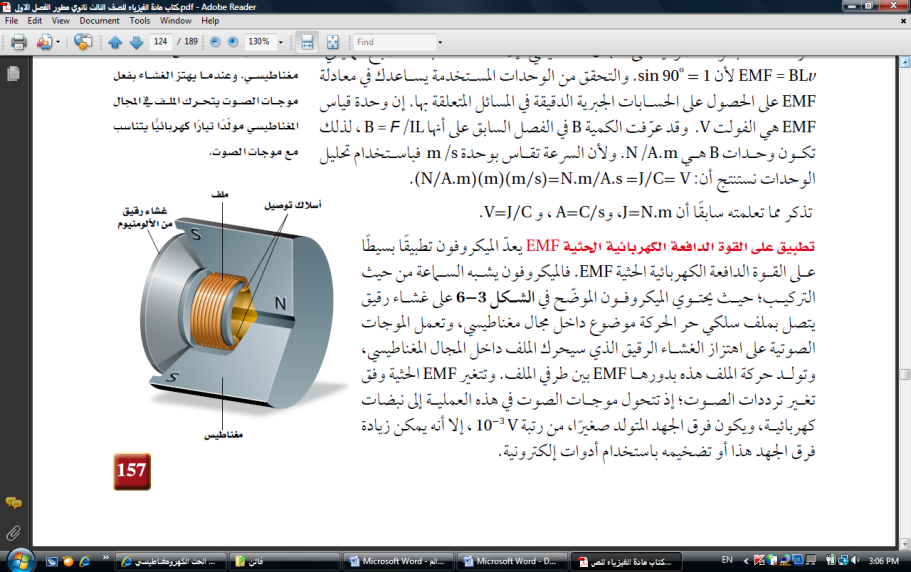 كتاب مادة الفيزياء للصف الثالث ثانوي مطور الفصل الاول.pdf - Adobe Reader
File Edit View Document Tools Window Help
124 / 189 130% Find
EMF = BLv لأن sin 90° = 1. والتحقق من الوحدات المستخدمة يساعدك في معادلة
EMF على الحصول على الحسابات الجبرية الدقيقة في المسائل المتعلقة بها. إن وحدة قياس
EMF هي الفولت V. وقد عرّفت الكمية B في الفصل السابق على أنها B = F/IL ، لذلك
تكون وحدات B هي N/A.m. ولأن السرعة تقاس بوحدة m/s فباستخدام تحليل
الوحدات نستنتج أن: (N/A.m)(m)(m/s)=N.m/A.s =J/C= V.
تذكر مما تعلمته سابقًا أن J=N.m، و A=C/s ، و V=J/C.
تطبيق على القوة الدافعة الكهربائية الحثية EMF يعدّ الميكروفون تطبيقًا بسيطًا
على القوة الدافعة الكهربائية الحثية EMF. فالميكروفون يشبه السماعة من حيث
التركيب؛ حيث يحتوي الميكروفون الموضّح في الشكل 3-6 على غشاء رقيق
يتصل بملف سلكي حر الحركة موضوع داخل مجال مغناطيسي، وتعمل الموجات
الصوتية على اهتزاز الغشاء الرقيق الذي سيحرك الملف داخل المجال المغناطيسي،
وتولد حركة الملف هذه بدورها EMF بين طرفي الملف. وتتغير EMF الحثية وفق
تغير ترددات الصوت؛ إذ تتحول موجات الصوت في هذه العملية إلى نبضات
كهربائية، ويكون فرق الجهد المتولد صغيرًا، من رتبة 10⁻³ V ، إلا أنه يمكن زيادة
فرق الجهد هذا أو تضخيمه باستخدام أدوات إلكترونية.
مغناطيسي. وعندما يهتز الغشاء بفعل
موجات الصوت يتحرك الملف في المجال
المغناطيسي مولّدًا تيارًا كهربائيًّا يتناسب
مع موجات الصوت.
ملف
أسلاك توصيل
غشاء رقيق
من الألومنيوم
S
N
S
مغناطيس
157
الحث الكهرومغناطيسي
فاتن
Microsoft Word
Microsoft Word - D...
كتاب مادة الفيزياء للص...
EN
3:06 PM